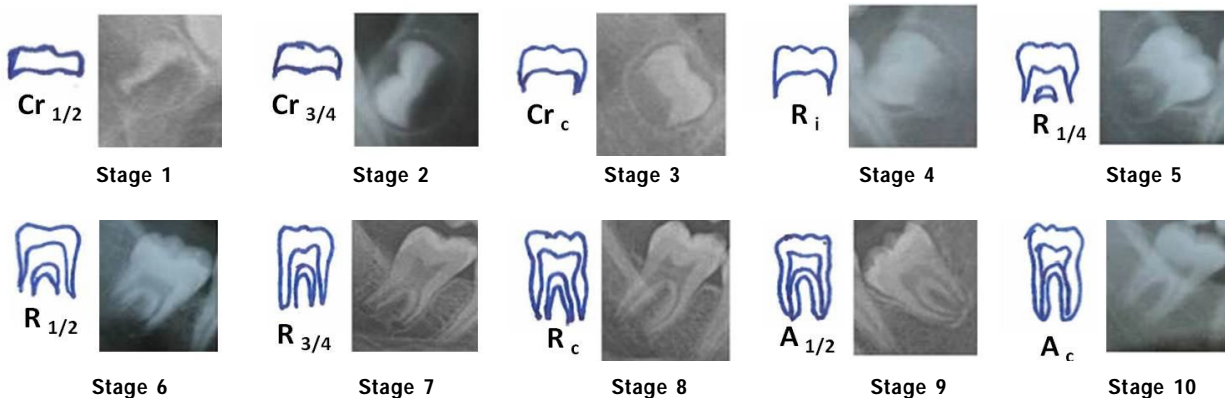 Cr 1/2
Cr 3/4
Cr c
R i
R 1/4
Stage 1
Stage 2
Stage 3
Stage 4
Stage 5
R 1/2
R 3/4
R c
A 1/2
A c
Stage 6
Stage 7
Stage 8
Stage 9
Stage 10